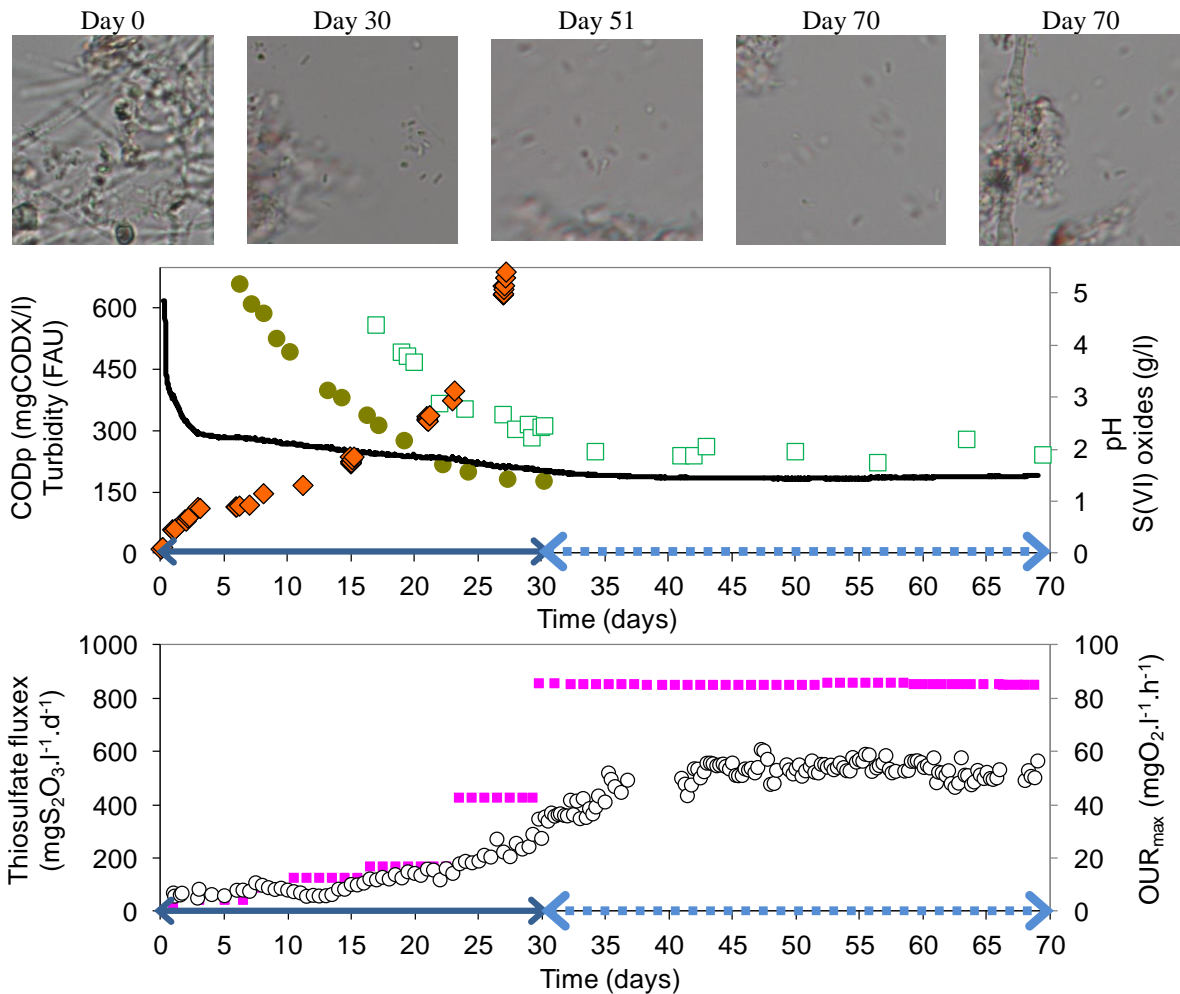 Day 0 Day 30 Day 51 Day 70 Day 70
CODp (mgCODX/l)
Turbidity (FAU)
600
450
300
150
0
5
4
3
2
1
0
pH
S(VI) oxides (g/l)
0 5 10 15 20 25 30 35 40 45 50 55 60 65 70
Time (days)
Thiosulfate fluxex
(mgS₂O₃.l⁻¹.d⁻¹)
1000
800
600
400
200
0
100
80
60
40
20
0
OURmax (mgO₂.l⁻¹.h⁻¹)
0 5 10 15 20 25 30 35 40 45 50 55 60 65 70
Time (days)